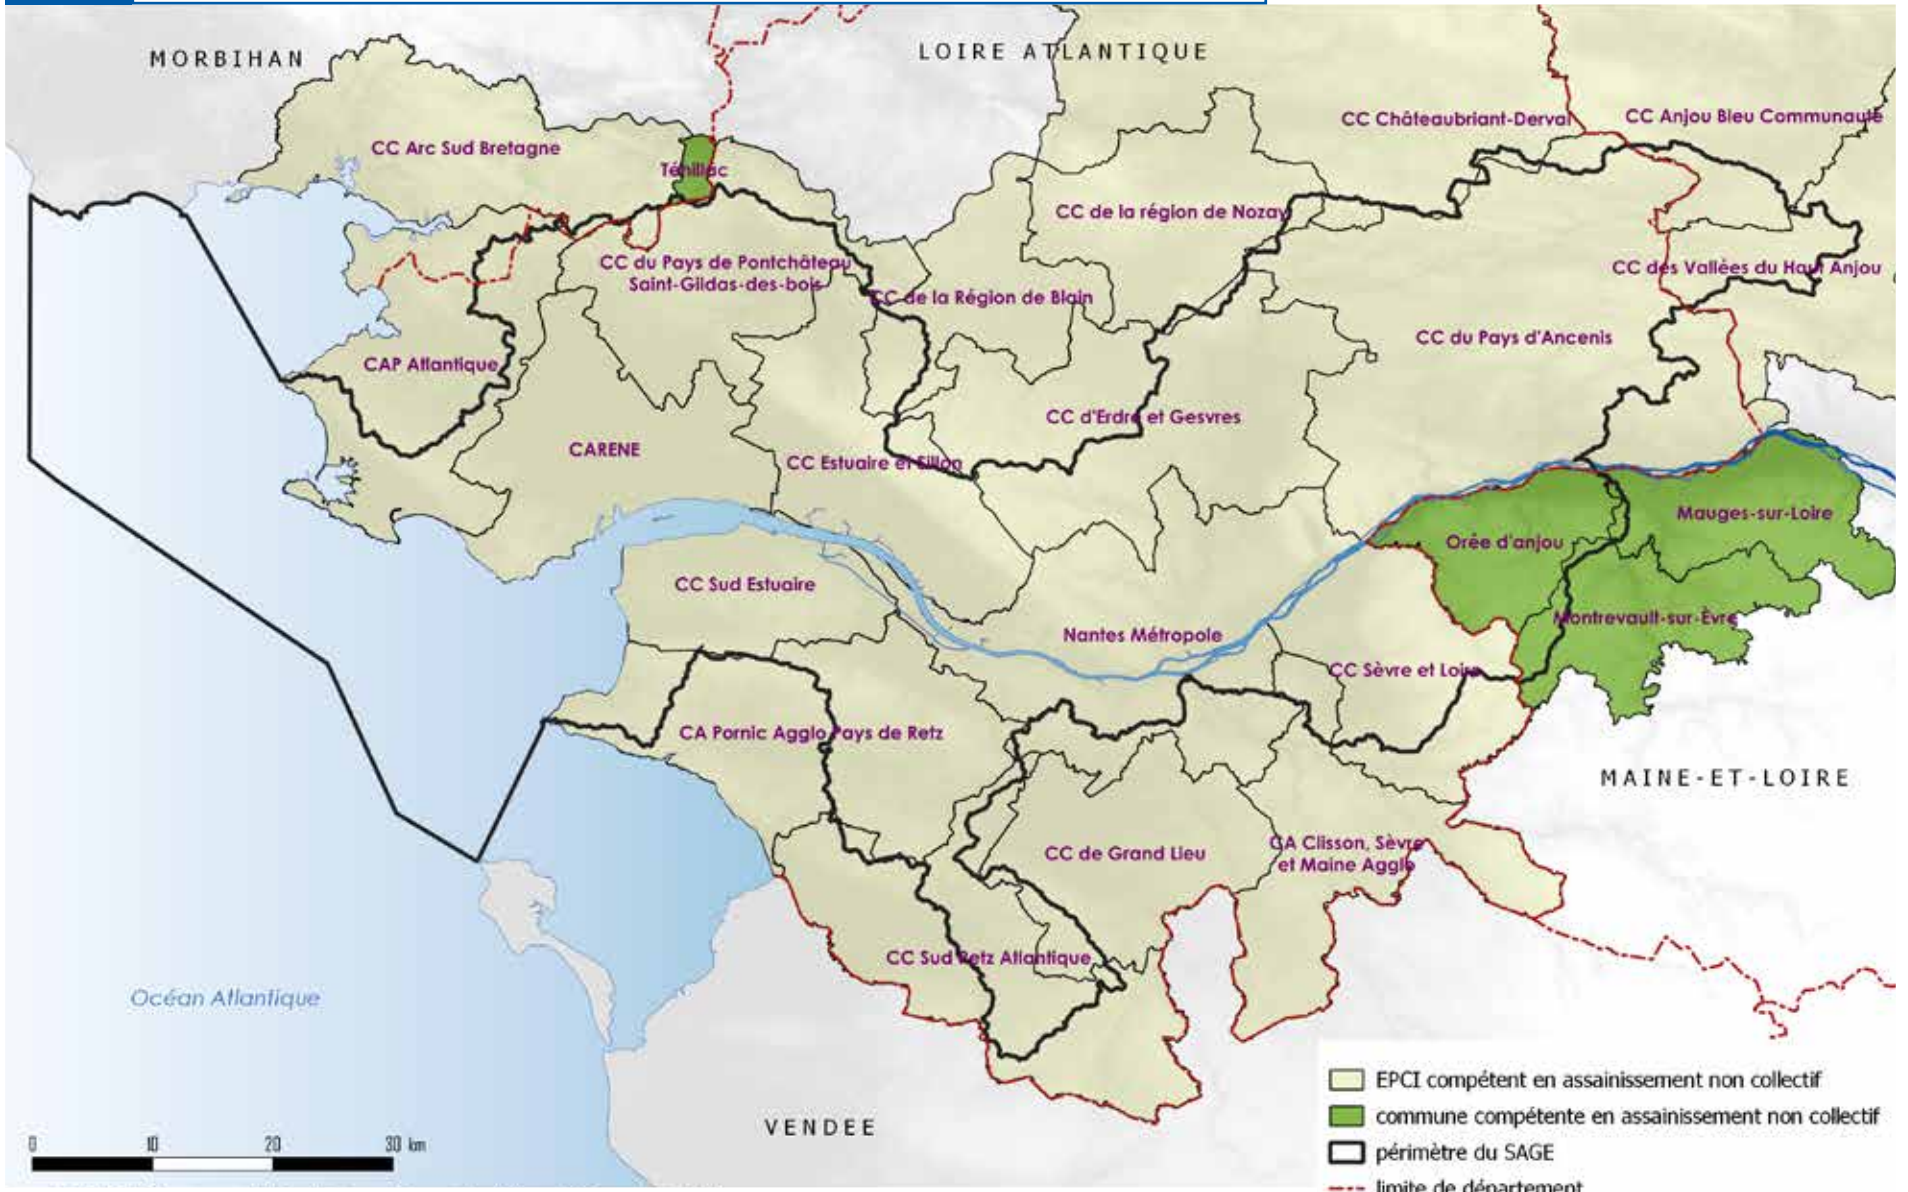 MORBIHAN
LOIRE ATLANTIQUE
CC Châteaubriant-Derval
CC Anjou Bleu Communauté
CC Arc Sud Bretagne
Théhillac
CC de la région de Nozay
CC du Pays de Pontchâteau
Saint-Gildas-des-bois
CC des Vallées du Haut Anjou
CC de la Région de Blain
CC du Pays d'Ancenis
CAP Atlantique
CC d'Erdre et Gesvres
CARENE
CC Estuaire et Sillon
Mauges-sur-Loire
Orée d'anjou
CC Sud Estuaire
Montrevault-sur-Èvre
Nantes Métropole
CC Sèvre et Loire
CA Pornic Agglo Pays de Retz
MAINE-ET-LOIRE
CC de Grand Lieu
CA Clisson, Sèvre
et Maine Agglo
CC Sud Retz Atlantique
Océan Atlantique
VENDEE
EPCI compétent en assainissement non collectif
commune compétente en assainissement non collectif
périmètre du SAGE
limite de département
0 10 20 30 km